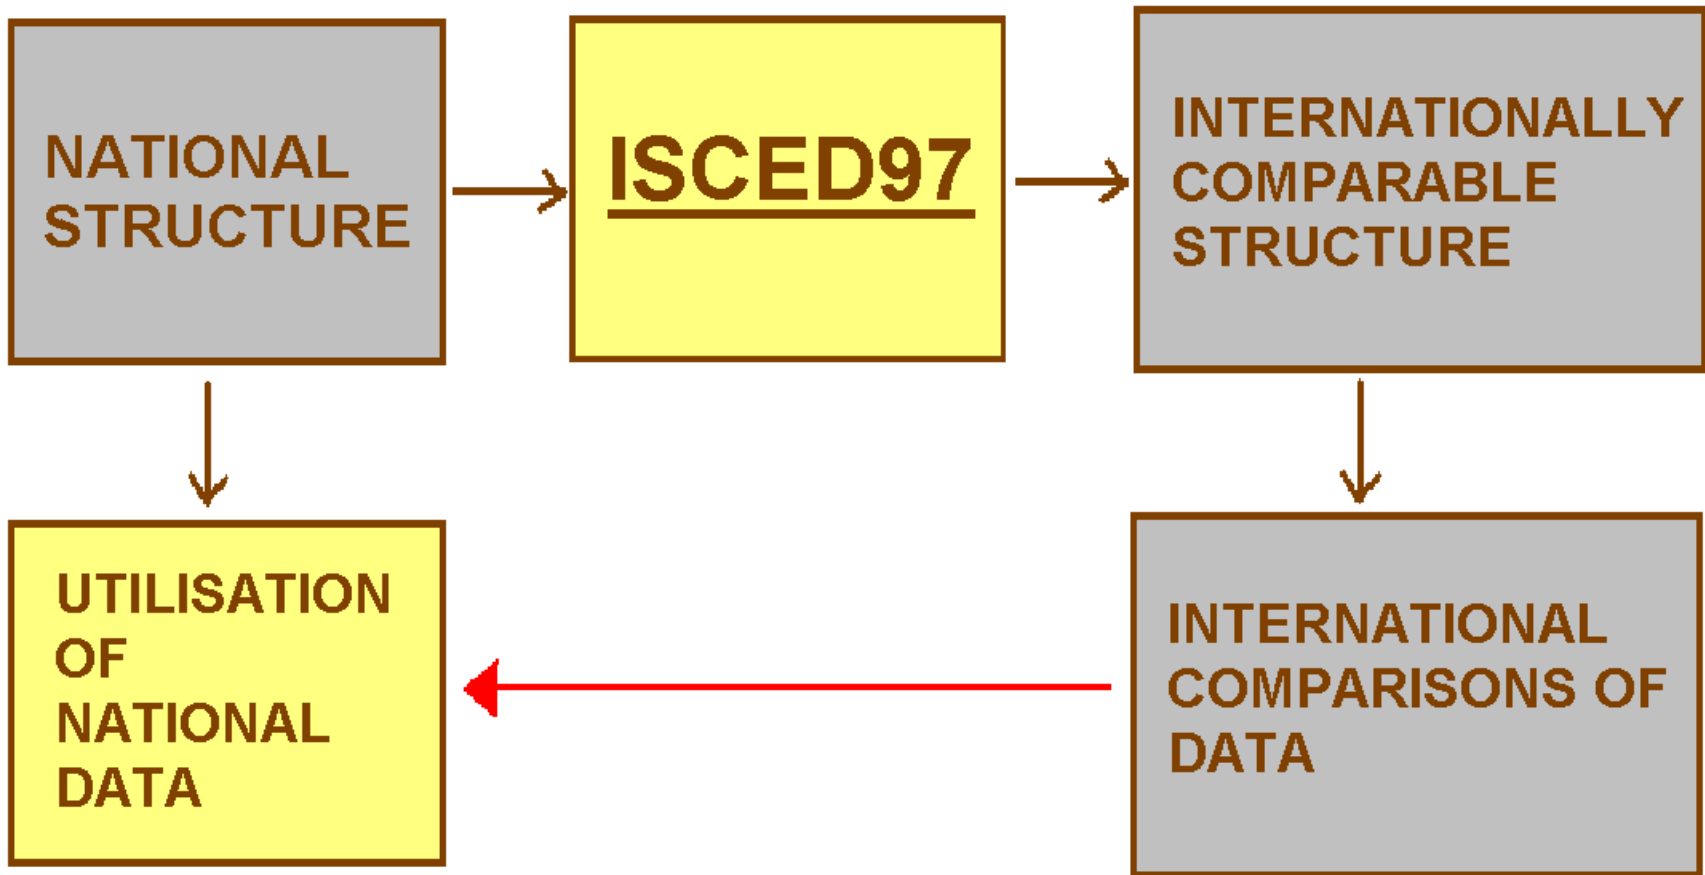 NATIONAL
STRUCTURE
ISCED97
INTERNATIONALLY
COMPARABLE
STRUCTURE
UTILISATION
OF
NATIONAL
DATA
INTERNATIONAL
COMPARISONS OF
DATA